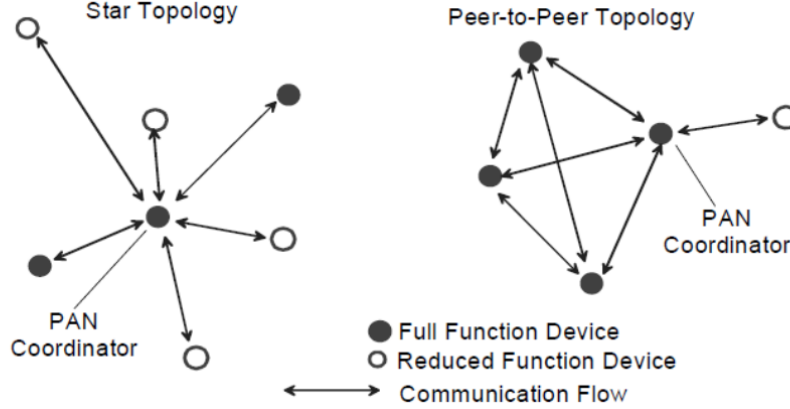 Star Topology
Peer-to-Peer Topology
PAN
Coordinator
PAN
Coordinator
Full Function Device
Reduced Function Device
Communication Flow